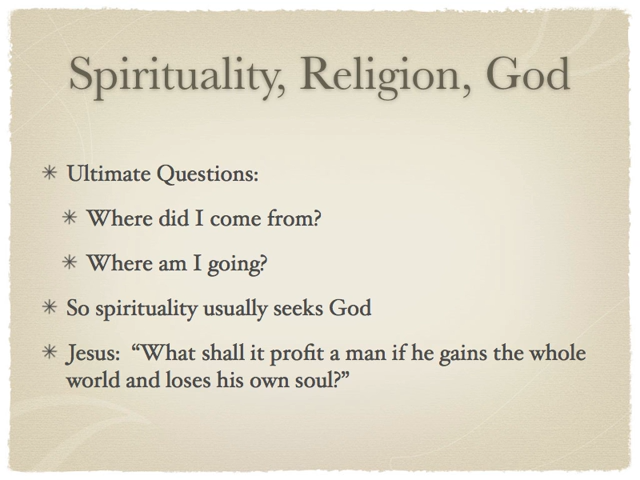 Spirituality, Religion, God
Ultimate Questions:
Where did I come from?
Where am I going?
So spirituality usually seeks God
Jesus:  “What shall it profit a man if he gains the whole
world and loses his own soul?”